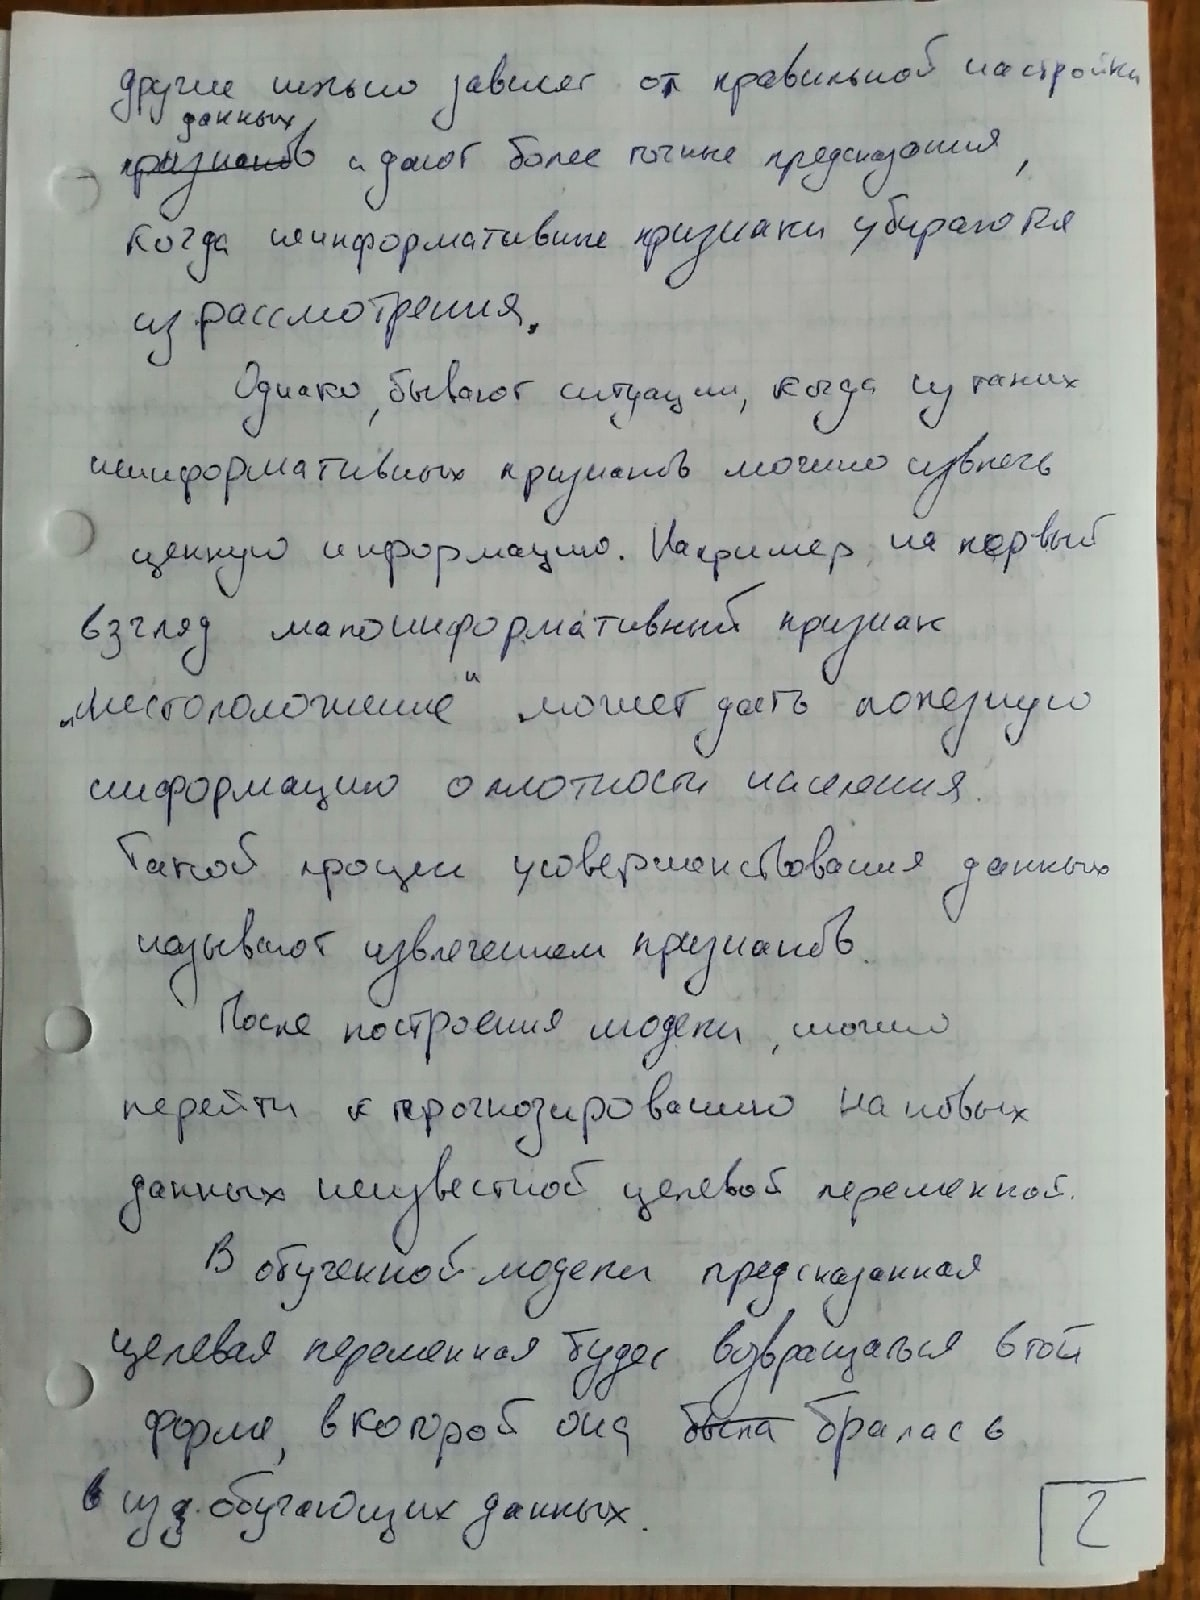 другие сильно зависят от правильной настройки
данных
признаков и дают более точные предсказания,
когда неинформативные признаки убираются
из рассмотрения.
Однако, бывают ситуации, когда из таких
неинформативных признаков можно извлечь
ценную информацию. Например, на первый
взгляд малоинформативный признак
„местоположение" может дать полезную
информацию о плотности населения.
Такой процесс усовершенствования данных
называют извлечением признаков.
После построения модели, можно
перейти к прогнозированию на новых
данных неизвестной целевой переменной.
В обученной модели предсказанная
целевая переменная будет возвращаться в той
форме, в которой она была бралась
в из обучающих данных.
2